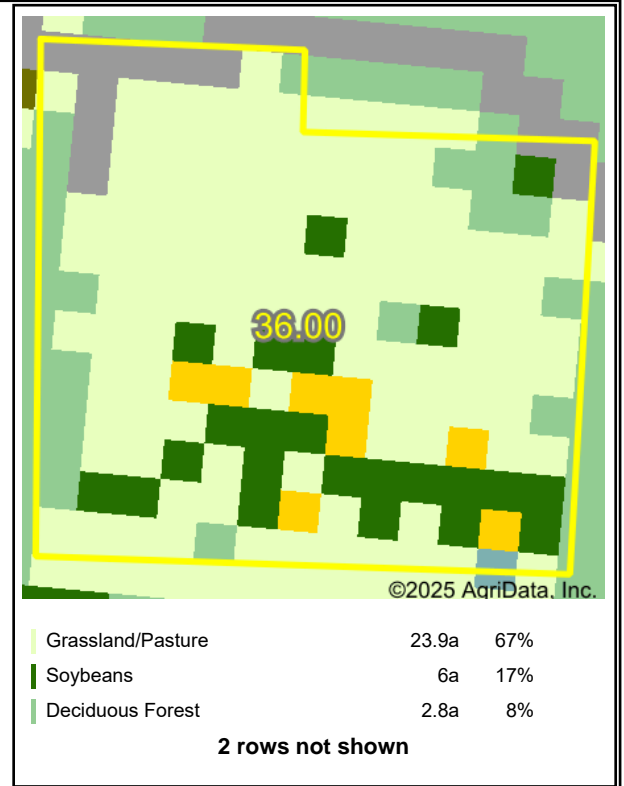 36.00
©2025 AgriData, Inc.
Grassland/Pasture 23.9a 67%
Soybeans 6a 17%
Deciduous Forest 2.8a 8%
2 rows not shown